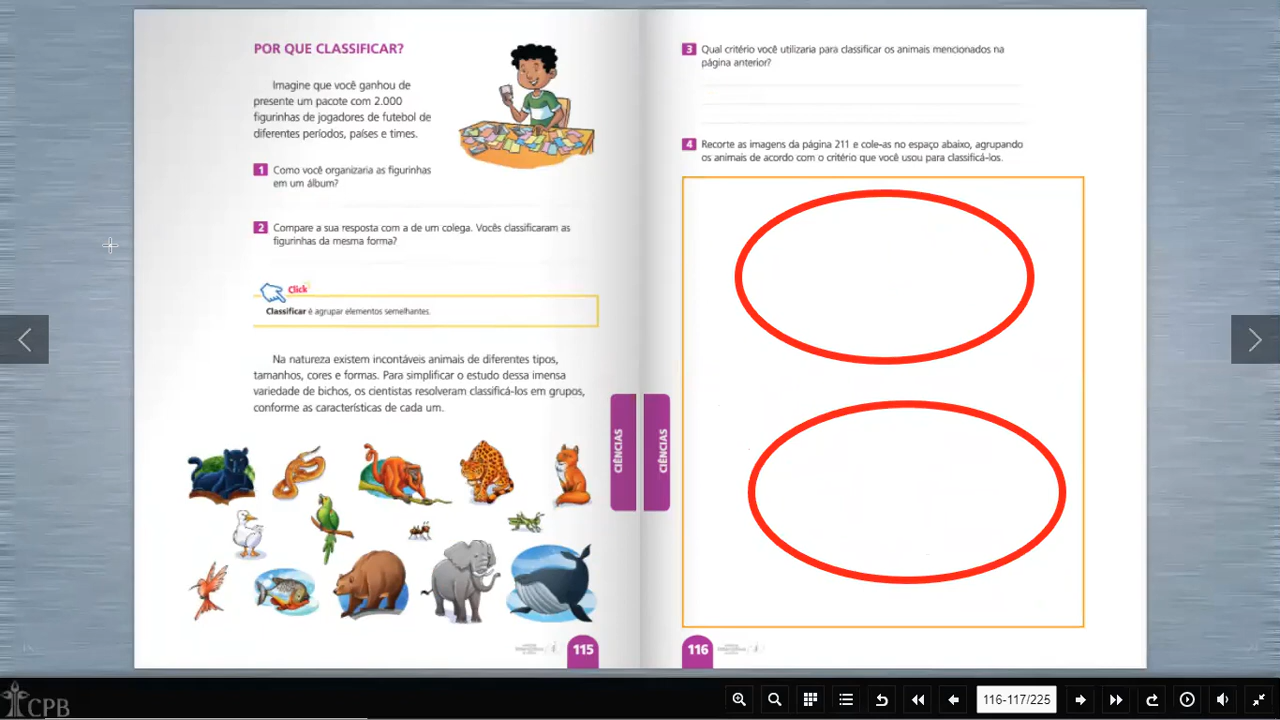 POR QUE CLASSIFICAR?
Imagine que você ganhou de
presente um pacote com 2.000
figurinhas de jogadores de futebol de
diferentes períodos, países e times.
1 Como você organizaria as figurinhas
em um álbum?
2 Compare a sua resposta com a de um colega. Vocês classificaram as
figurinhas da mesma forma?
Click
Classificar é agrupar elementos semelhantes.
Na natureza existem incontáveis animais de diferentes tipos,
tamanhos, cores e formas. Para simplificar o estudo dessa imensa
variedade de bichos, os cientistas resolveram classificá-los em grupos,
conforme as características de cada um.
CIÊNCIAS
115
3 Qual critério você utilizaria para classificar os animais mencionados na
página anterior?
4 Recorte as imagens da página 211 e cole-as no espaço abaixo, agrupando
os animais de acordo com o critério que você usou para classificá-los.
CIÊNCIAS
116
CPB
116-117/225